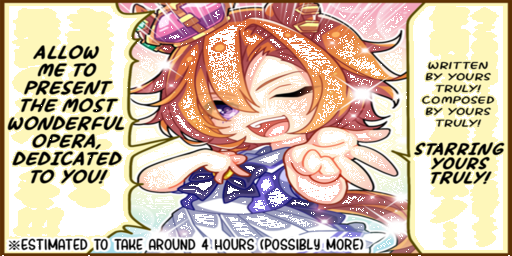 ALLOW
ME TO
PRESENT
THE MOST
WONDERFUL
OPERA,
DEDICATED
TO YOU!
WRITTEN
BY YOURS
TRULY!
COMPOSED
BY YOURS
TRULY!
STARRING
YOURS
TRULY!
※ESTIMATED TO TAKE AROUND 4 HOURS (POSSIBLY MORE)